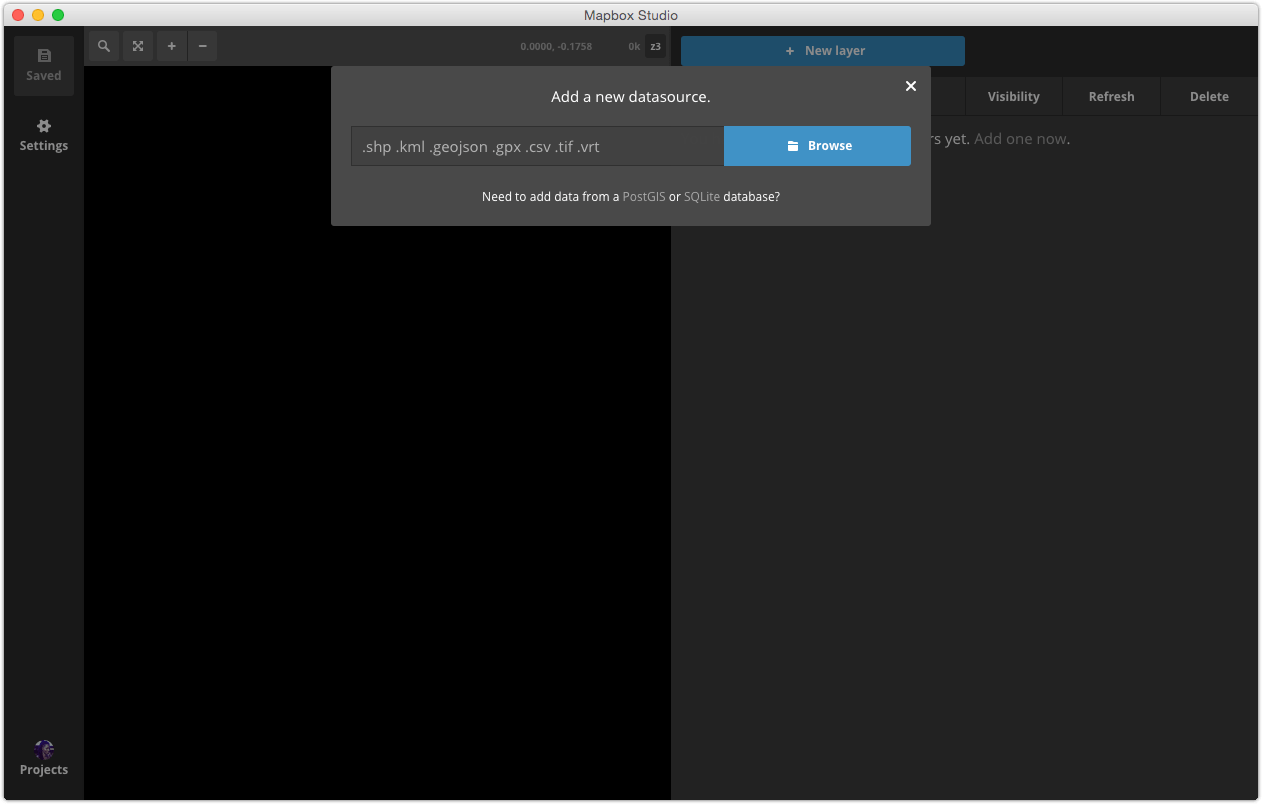 Mapbox Studio
Saved
Settings
0.0000, -0.1758 0k z3
+ New layer
Add a new datasource.
.shp .kml .geojson .gpx .csv .tif .vrt
Browse
Need to add data from a PostGIS or SQLite database?
Visibility Refresh Delete
yet. Add one now.
Projects